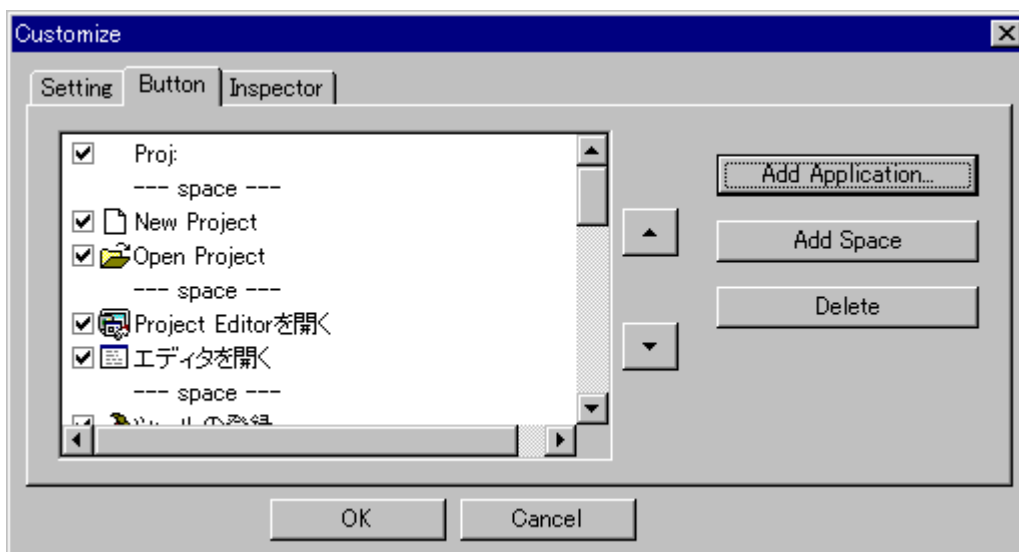 Customize
Setting Button Inspector
Proj:
--- space ---
New Project
Open Project
--- space ---
Project Editorを開く
エディタを開く
--- space ---
Add Application...
Add Space
Delete
OK Cancel